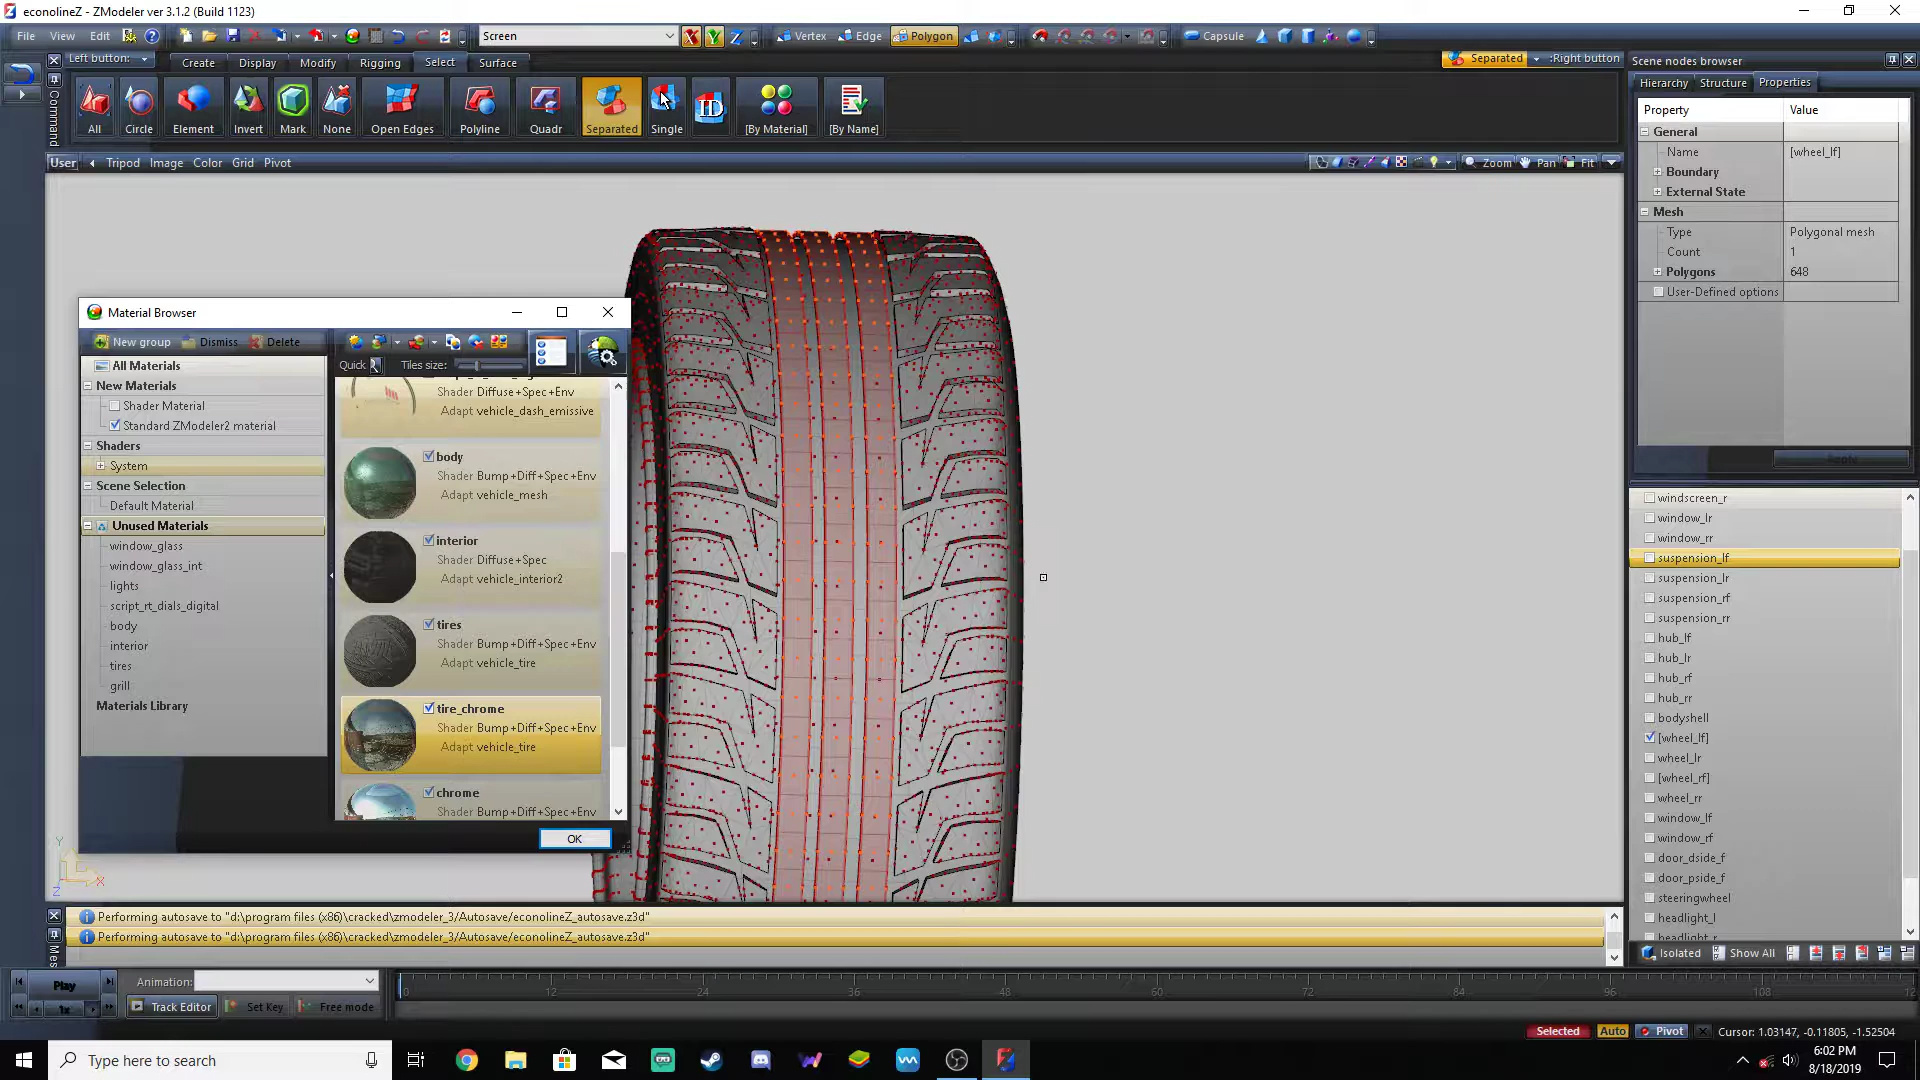 econolineZ - ZModeler ver 3.1.2 (Build 1123)
File View Edit
Screen
Vertex Edge Polygon
Capsule
Left button:
Create Display Modify Rigging Select Surface
Separated :Right button
Command
All Circle Element Invert Mark None Open Edges Polyline Quadr Separated Single ID [By Material] [By Name]
User Tripod Image Color Grid Pivot
Zoom Pan Fit
Scene nodes browser
Hierarchy Structure Properties
Property Value
General
Name [wheel_lf]
Boundary
External State
Mesh
Type Polygonal mesh
Count 1
Polygons 648
User-Defined options
Material Browser
New group Dismiss Delete
Quick Tiles size:
All Materials
New Materials
Shader Material
Standard ZModeler2 material
Shaders
System
Scene Selection
Default Material
Unused Materials
window_glass
window_glass_int
lights
script_rt_dials_digital
body
interior
tires
grill
Materials Library
Shader Diffuse+Spec+Env
Adapt vehicle_dash_emissive
body
Shader Bump+Diff+Spec+Env
Adapt vehicle_mesh
interior
Shader Diffuse+Spec
Adapt vehicle_interior2
tires
Shader Bump+Diff+Spec+Env
Adapt vehicle_tire
tire_chrome
Shader Bump+Diff+Spec+Env
Adapt vehicle_tire
chrome
Shader Bump+Diff+Spec+Env
OK
windscreen_r
window_lr
window_rr
suspension_lf
suspension_lr
suspension_rf
suspension_rr
hub_lf
hub_lr
hub_rf
hub_rr
bodyshell
[wheel_lf]
wheel_lr
[wheel_rf]
wheel_rr
window_lf
window_rf
door_dside_f
door_pside_f
steeringwheel
headlight_l
headlight_r
Isolated Show All
Y
X
Z
Performing autosave to "d:\program files (x86)\cracked\zmodeler_3/Autosave/econolineZ_autosave.z3d"
Performing autosave to "d:\program files (x86)\cracked\zmodeler_3/Autosave/econolineZ_autosave.z3d"
Mes
Play
1x
Animation:
Track Editor Set Key Free mode
0 12 24 36 48 60 72 84 96 108 12
Selected Auto Pivot Cursor: 1.03147, -0.11805, -1.52504
Type here to search
6:02 PM
8/18/2019